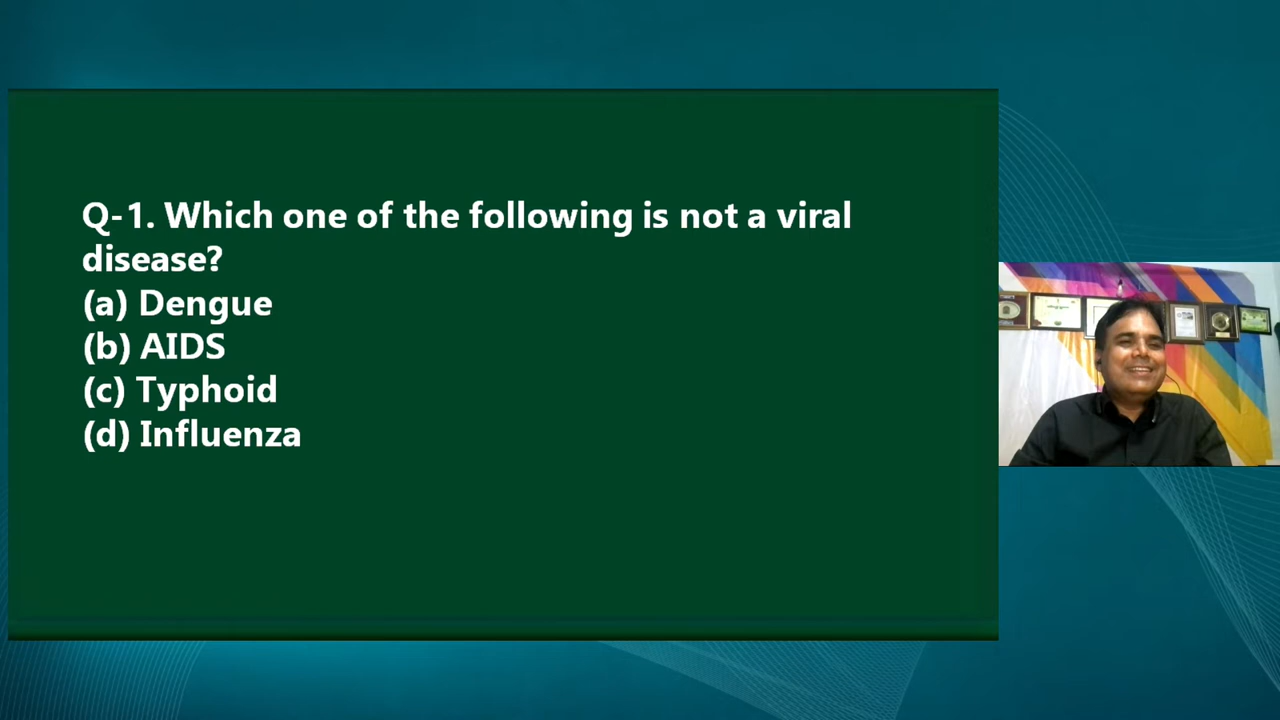 Q-1. Which one of the following is not a viral
disease?
(a) Dengue
(b) AIDS
(c) Typhoid
(d) Influenza